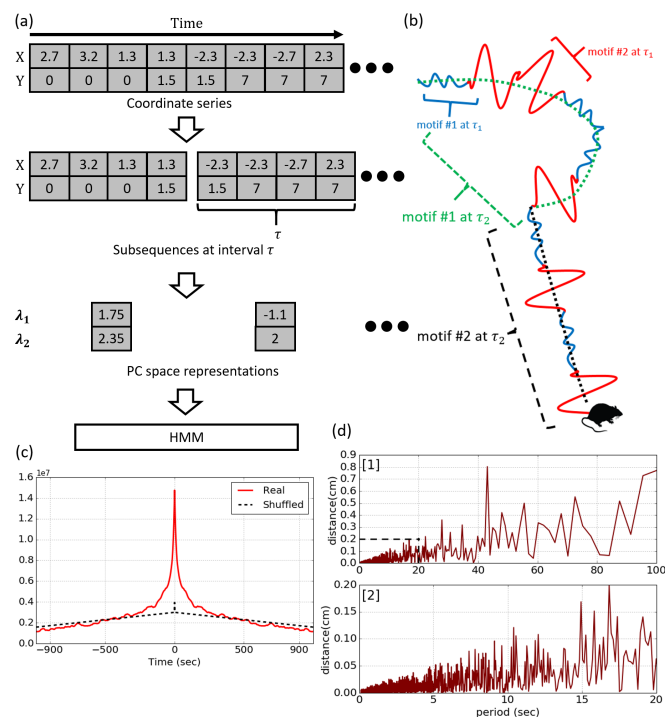 (a)
Time
X 2.7 3.2 1.3 1.3 -2.3 -2.3 -2.7 2.3
Y 0 0 0 1.5 1.5 7 7 7
Coordinate series
X 2.7 3.2 1.3 1.3 -2.3 -2.3 -2.7 2.3
Y 0 0 0 1.5 1.5 7 7 7
τ
Subsequences at interval τ
λ1 1.75 -1.1
λ2 2.35 2
PC space representations
HMM
(b)
motif #2 at τ1
motif #1 at τ1
motif #1 at τ2
motif #2 at τ2
(c)
1e7
1.6
1.4
1.2
1.0
0.8
0.6
0.4
0.2
0.0
Real
Shuffled
−900 −500 0 500 900
Time (sec)
(d)
[1]
distance(cm)
0.9
0.8
0.7
0.6
0.5
0.4
0.3
0.2
0.1
0.0
0 20 40 60 80 100
[2]
distance(cm)
0.20
0.15
0.10
0.05
0.00
0 5 10 15 20
period (sec)